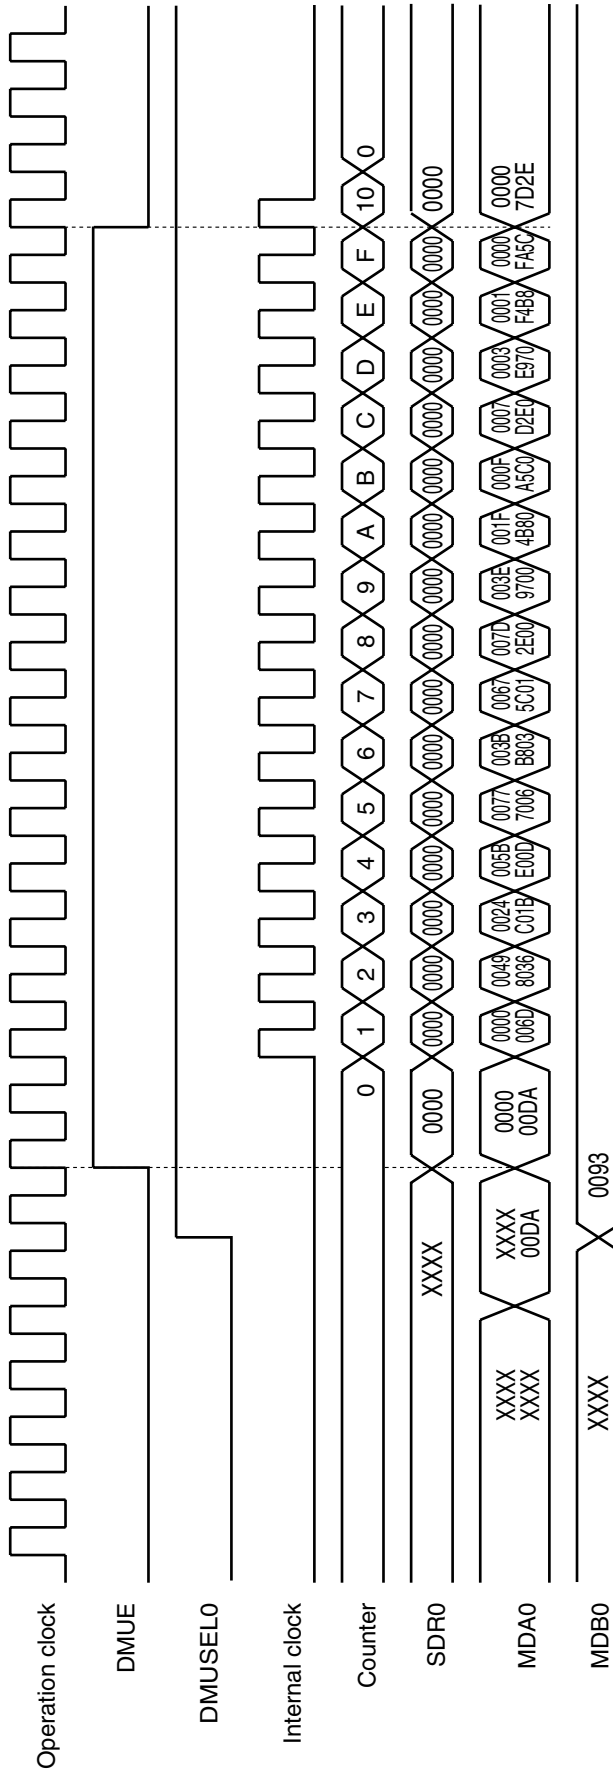 Operation clock
DMUE
DMUSEL0
Internal clock
Counter 0 1 2 3 4 5 6 7 8 9 A B C D E F 10 0
SDR0 XXXX 0000 0000 0000 0000 0000 0000 0000 0000 0000 0000 0000 0000 0000 0000 0000 0000 0000
XXXX XXXX 0000 0000 0049 0024 005B 0077 003B 0067 007D 003E 001F 000F 0007 0003 0001 0000 0000
MDA0
XXXX 00DA 00DA 006D 8036 C01B E00D 7006 B803 5C01 2E00 9700 4B80 A5C0 D2E0 E970 F4B8 FA5C 7D2E
MDB0 XXXX 0093